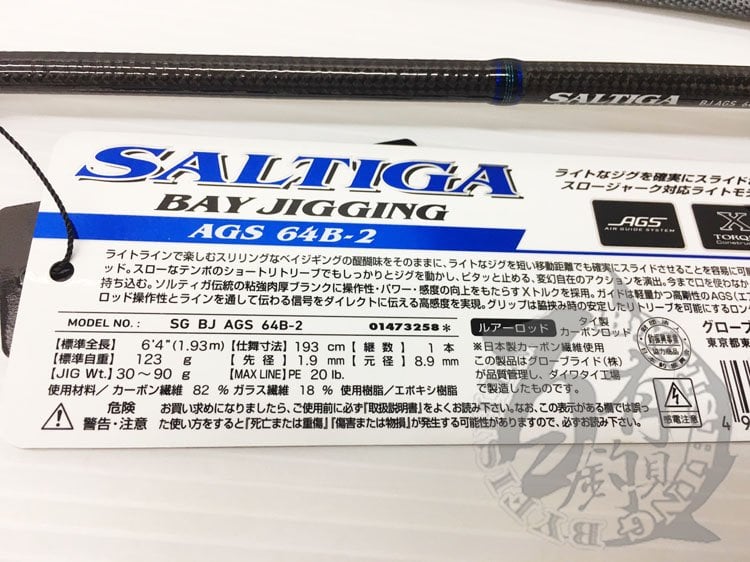 SALTIGA BJ AGS 6
SALTIGA
BAY JIGGING
AGS 64B-2
ライトなジグを確実にスライド
スロージャーク対応ライトモデ
AGS
AIR GUIDE SYSTEM
X
TORQ
ライトラインで楽しむスリリングなベイジギングの醍醐味をそのままに、ライトなジグを短い移動距離でも確実にスライドさせることを容易に可能
ッド。スローなテンポのショートリトリーブでもしっかりとジグを動かし、ピタッと止める、変幻自在のアクションを演出。今まで口を使わなか
持ち込む。ソルティガ伝統の粘強肉厚ブランクに操作性・パワー・感度の向上をもたらすXトルクを採用。ガイドは軽量かつ高剛性のAGS(エ
ロッド操作性とラインを通して伝わる信号をダイレクトに伝える高感度を実現。グリップは脇挟み時の安定したリトリーブを可能にするロング
MODEL NO.: SG BJ AGS 64B-2 01473258*
【標準全長】 6'4"(1.93m) 【仕舞寸法】 193 cm 【継数】 1 本
【標準自重】 123 g 【先径】 1.9 mm 【元径】 8.9 mm
【JIG Wt.】 30〜90 g 【MAX LINE】PE 20 lb.
使用材料/ カーボン繊維 82 % ガラス繊維 18 % 使用樹脂/エポキシ樹脂
ルアーロッド タイ製 カーボンロッド
※日本製カーボン繊維使用
この製品はグローブライド(株)
が品質管理し、ダイワタイ工場
で製造したものです。
グローブ
東京都東
感電注意
危険
警告・注意
お買い求めになりましたら、ご使用前に必ず『取扱説明書』をよくお読み下さい。なお、この表示がある欄では誤っ
た使い方をすると『死亡または重傷』『傷害または物損』が発生する可能性がありますので、必ずお読み下さい。
4 9